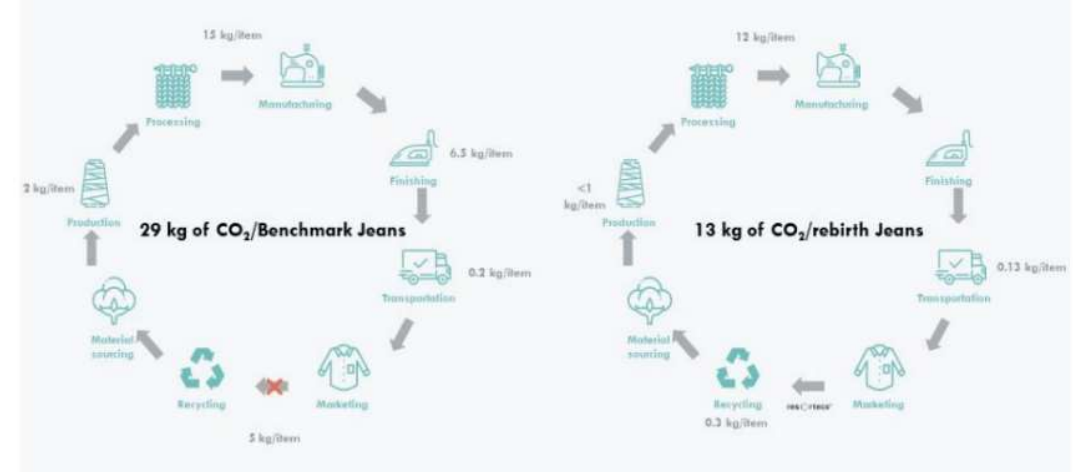 15 kg/item
Processing
Manufacturing
Finishing
6.5 kg/item
2 kg/item
Production
29 kg of CO₂/Benchmark Jeans
0.2 kg/item
Transportation
Material
sourcing
Recycling
Marketing
5 kg/item
12 kg/item
Processing
Manufacturing
Finishing
<1
kg/item
Production
13 kg of CO₂/rebirth Jeans
0.13 kg/item
Transportation
Material
sourcing
Recycling
resortecs®
Marketing
0.3 kg/item